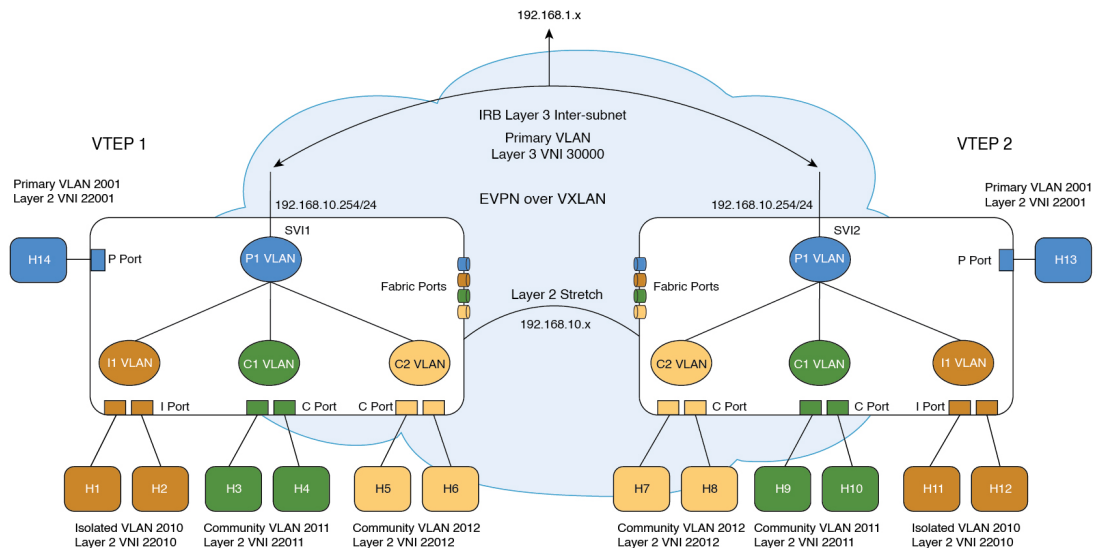 192.168.1.x
IRB Layer 3 Inter-subnet
Primary VLAN
Layer 3 VNI 30000
EVPN over VXLAN
VTEP 1
Primary VLAN 2001
Layer 2 VNI 22001
192.168.10.254/24
SVI1
H14
P Port
P1 VLAN
Fabric Ports
I1 VLAN
C1 VLAN
C2 VLAN
I Port
C Port
C Port
H1
H2
H3
H4
H5
H6
Isolated VLAN 2010
Layer 2 VNI 22010
Community VLAN 2011
Layer 2 VNI 22011
Community VLAN 2012
Layer 2 VNI 22012
Layer 2 Stretch
192.168.10.x
VTEP 2
Primary VLAN 2001
Layer 2 VNI 22001
192.168.10.254/24
SVI2
P1 VLAN
P Port
H13
Fabric Ports
C2 VLAN
C1 VLAN
I1 VLAN
C Port
C Port
I Port
H7
H8
H9
H10
H11
H12
Community VLAN 2012
Layer 2 VNI 22012
Community VLAN 2011
Layer 2 VNI 22011
Isolated VLAN 2010
Layer 2 VNI 22010